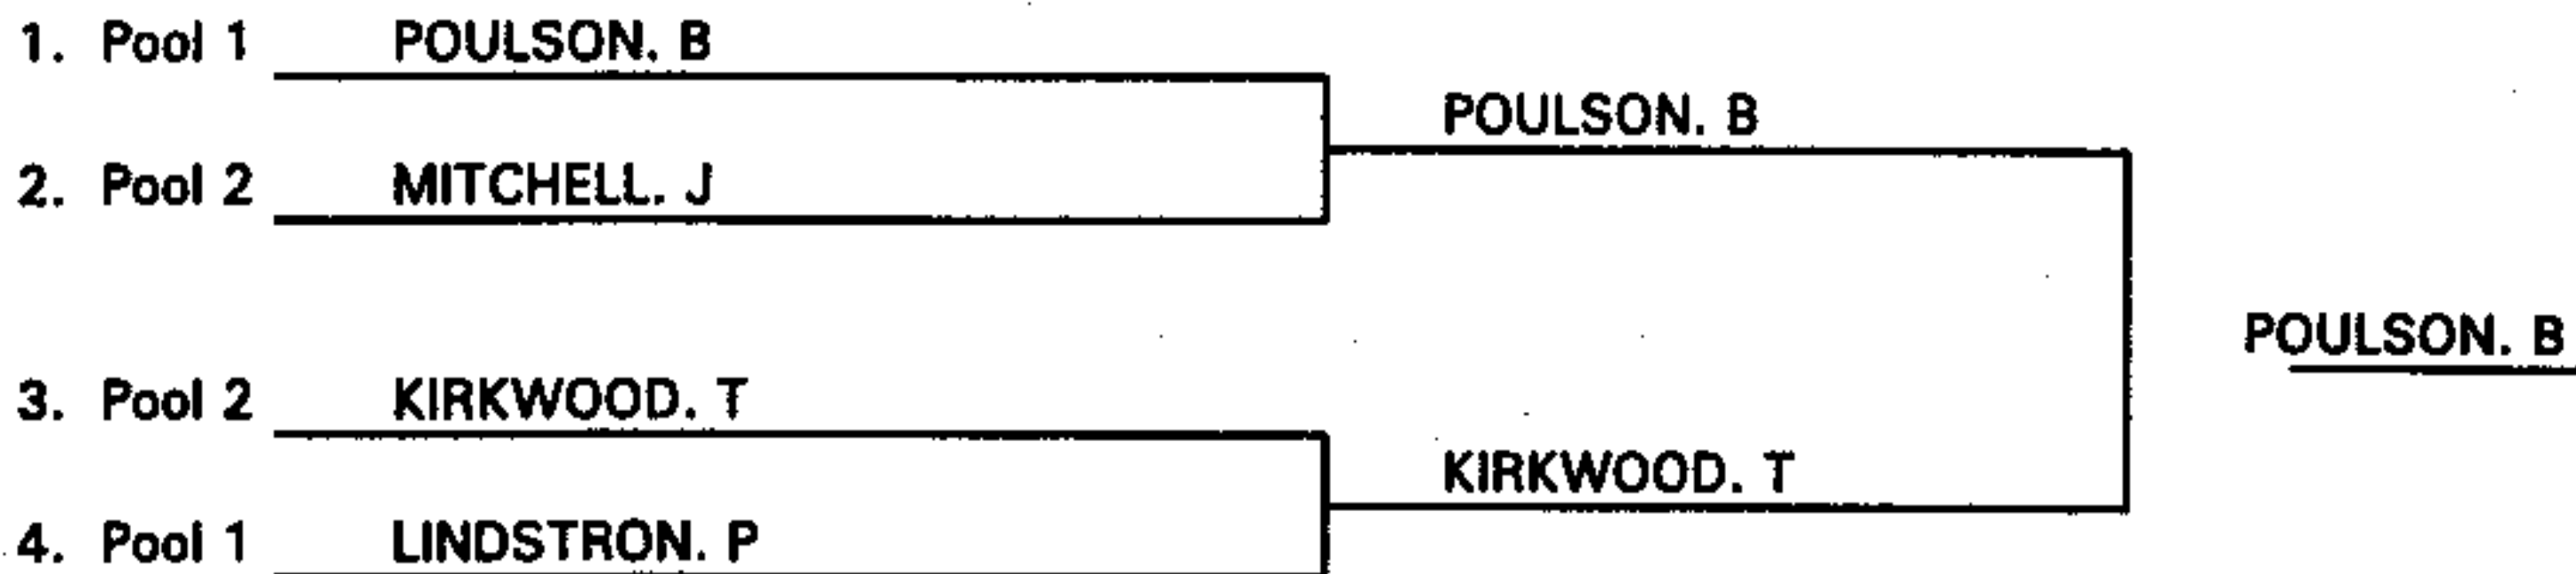 1. Pool 1 POULSON. B
POULSON. B
2. Pool 2 MITCHELL. J
POULSON. B
3. Pool 2 KIRKWOOD. T
KIRKWOOD. T
4. Pool 1 LINDSTRON. P